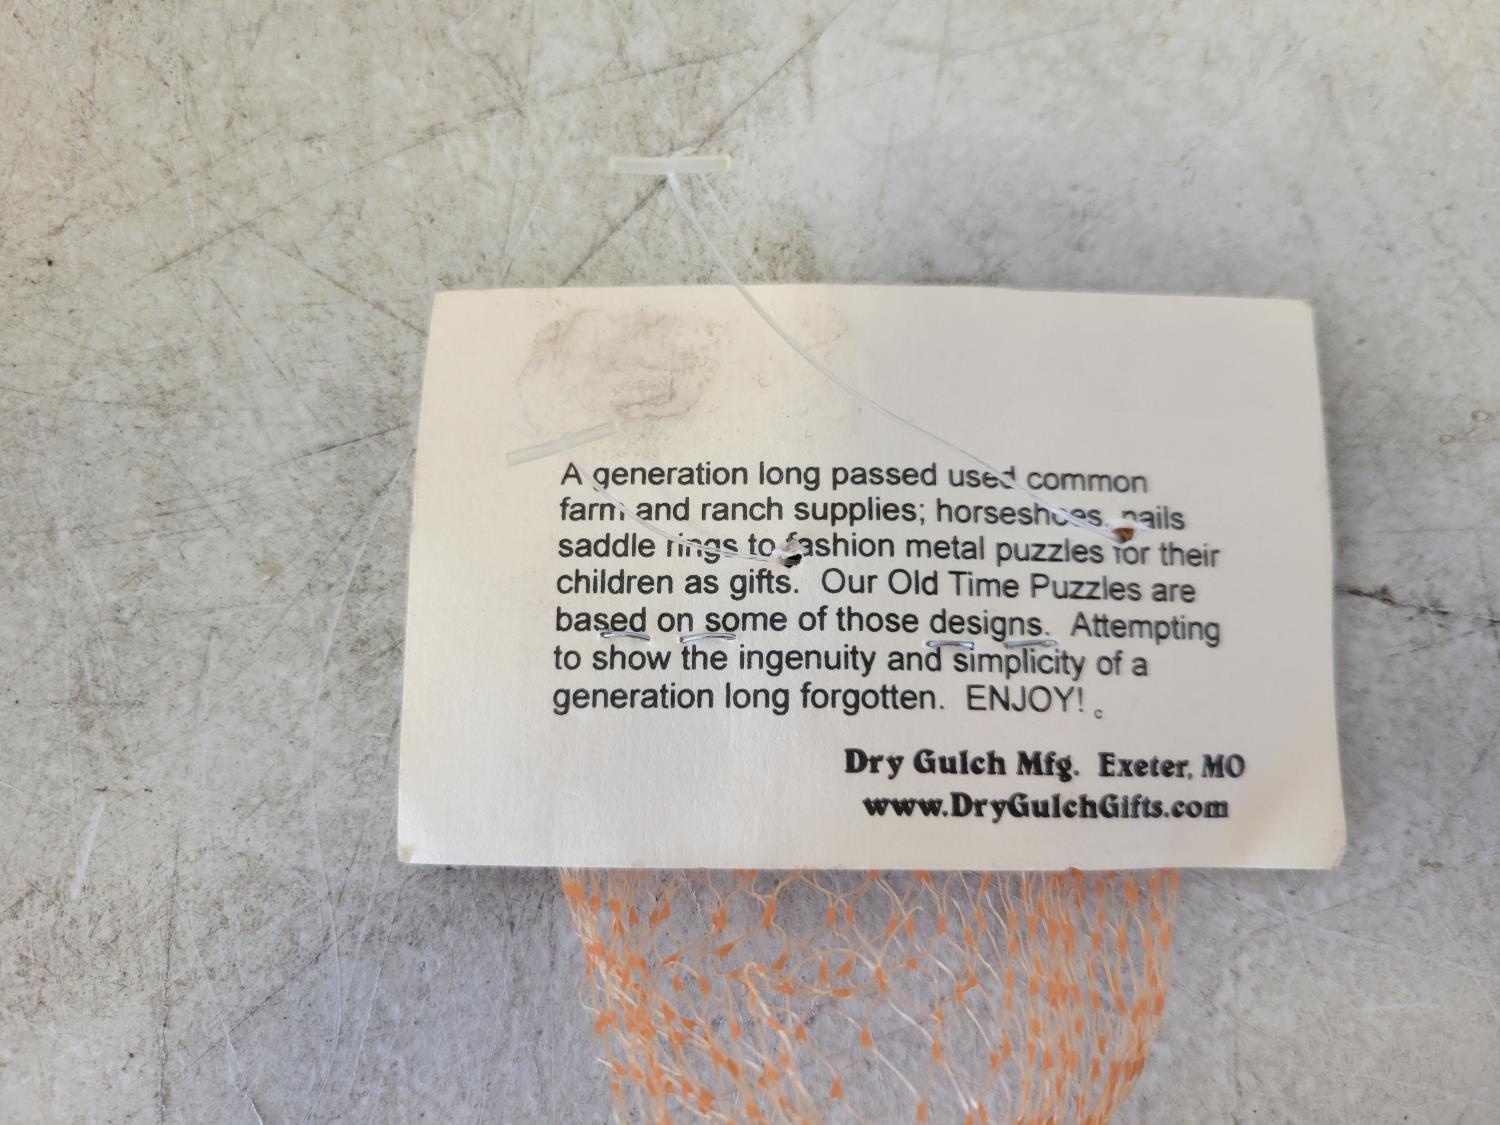 A generation long passed used common
farm and ranch supplies; horseshoes, nails
saddle rings to fashion metal puzzles for their
children as gifts.  Our Old Time Puzzles are
based on some of those designs.  Attempting
to show the ingenuity and simplicity of a
generation long forgotten.  ENJOY! c
Dry Gulch Mfg.  Exeter, MO
www.DryGulchGifts.com